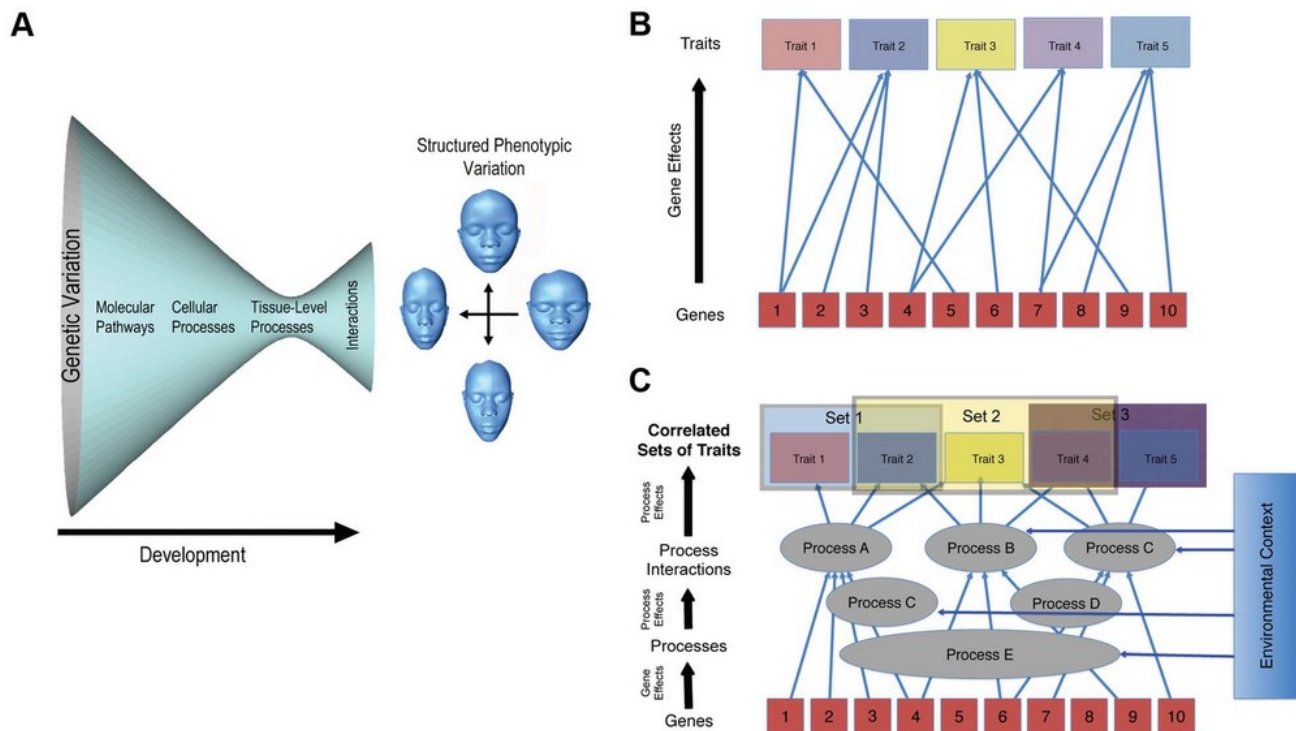 A
Structured Phenotypic
Variation
Genetic Variation
Molecular
Pathways
Cellular
Processes
Tissue-Level
Processes
Interactions
Development
B
Traits
Trait 1
Trait 2
Trait 3
Trait 4
Trait 5
Gene Effects
Genes
1
2
3
4
5
6
7
8
9
10
C
Set 1
Set 2
Set 3
Correlated
Sets of Traits
Trait 1
Trait 2
Trait 3
Trait 4
Trait 5
Process Effects
Process A
Process B
Process C
Process
Interactions
Process Effects
Process C
Process D
Processes
Process E
Gene Effects
Genes
1
2
3
4
5
6
7
8
9
10
Environmental Context